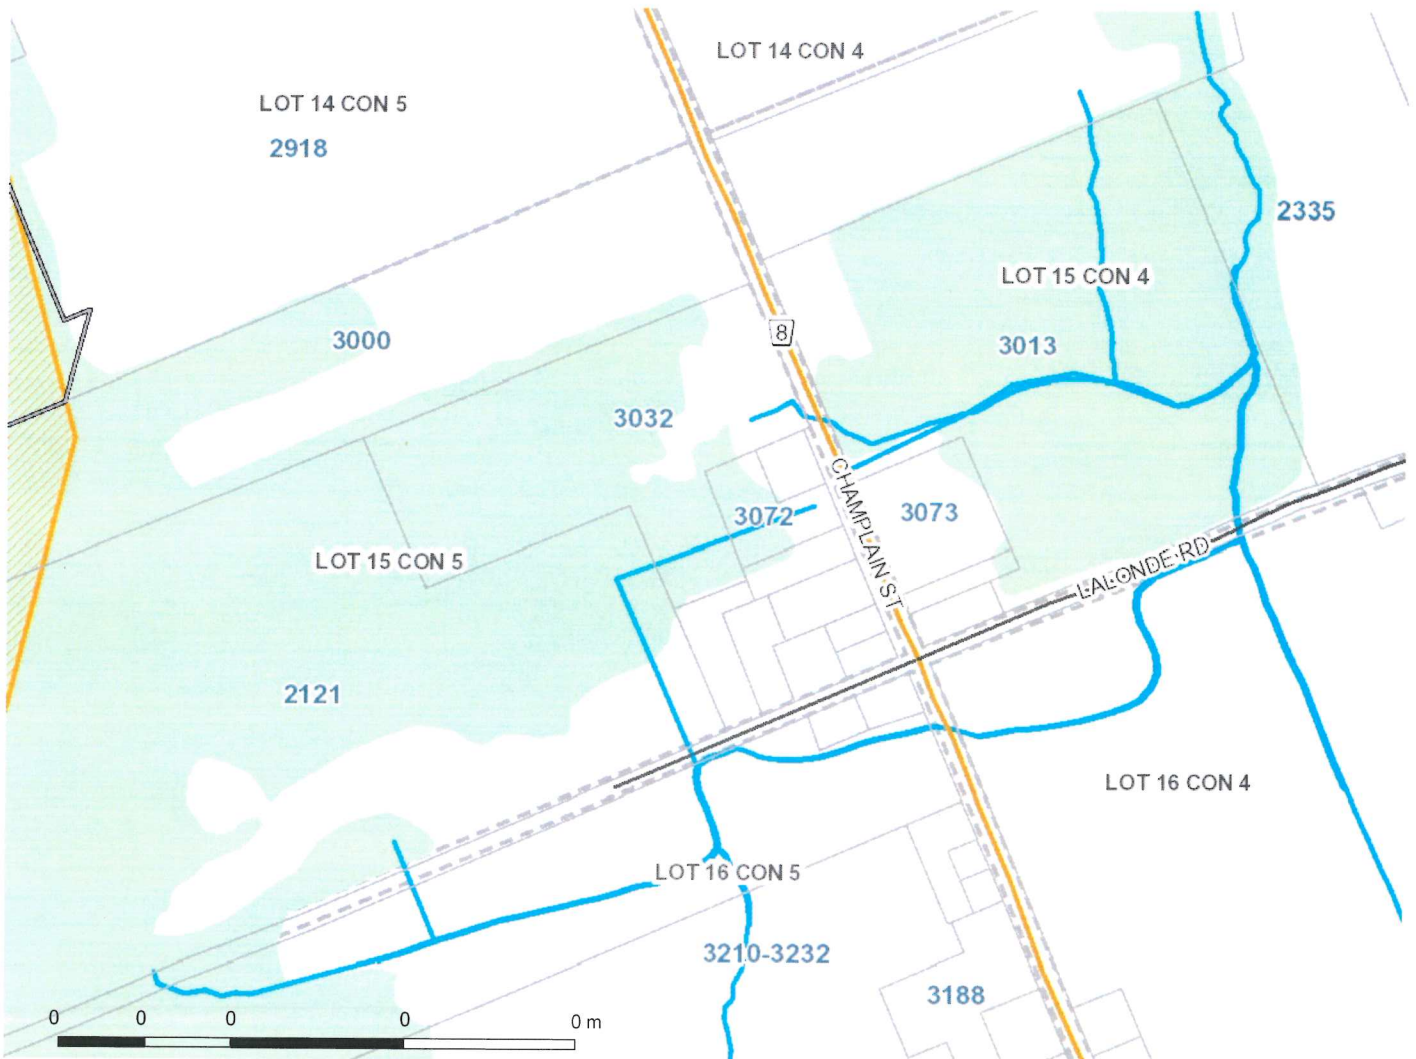 LOT 14 CON 4
LOT 14 CON 5
2918
2335
LOT 15 CON 4
8
3000
3013
3032
CHAMPLAIN ST
3072
3073
LOT 15 CON 5
LALONDE RD
2121
LOT 16 CON 4
LOT 16 CON 5
3210-3232
3188
0 0 0 0 0 m